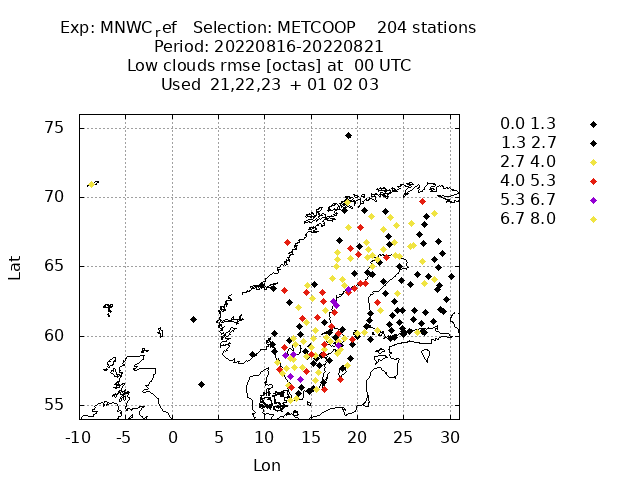 Exp: MNWCref   Selection: METCOOP    204 stations
Period: 20220816-20220821
Low clouds rmse [octas] at  00 UTC
Used  21,22,23  + 01 02 03
0.0 1.3
1.3 2.7
2.7 4.0
4.0 5.3
5.3 6.7
6.7 8.0
75
70
65
60
55
Lat
-10 -5 0 5 10 15 20 25 30
Lon